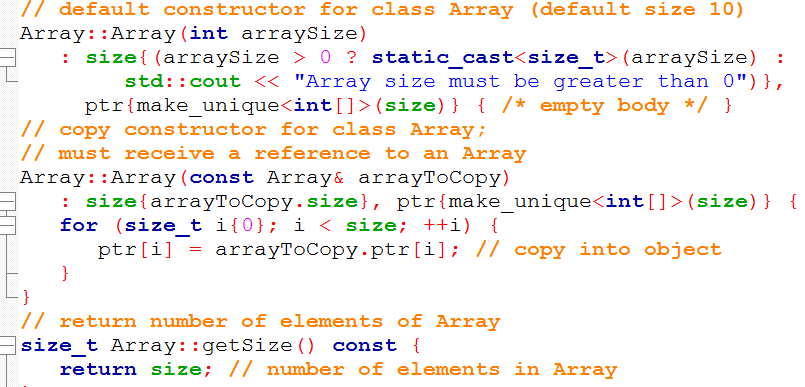 // default constructor for class Array (default size 10)
Array::Array(int arraySize)
   : size{(arraySize > 0 ? static_cast<size_t>(arraySize) :
        std::cout << "Array size must be greater than 0")},
     ptr{make_unique<int[]>(size)} { /* empty body */ }
// copy constructor for class Array;
// must receive a reference to an Array
Array::Array(const Array& arrayToCopy)
   : size{arrayToCopy.size}, ptr{make_unique<int[]>(size)} {
   for (size_t i{0}; i < size; ++i) {
      ptr[i] = arrayToCopy.ptr[i]; // copy into object
   }
}
// return number of elements of Array
size_t Array::getSize() const {
   return size; // number of elements in Array